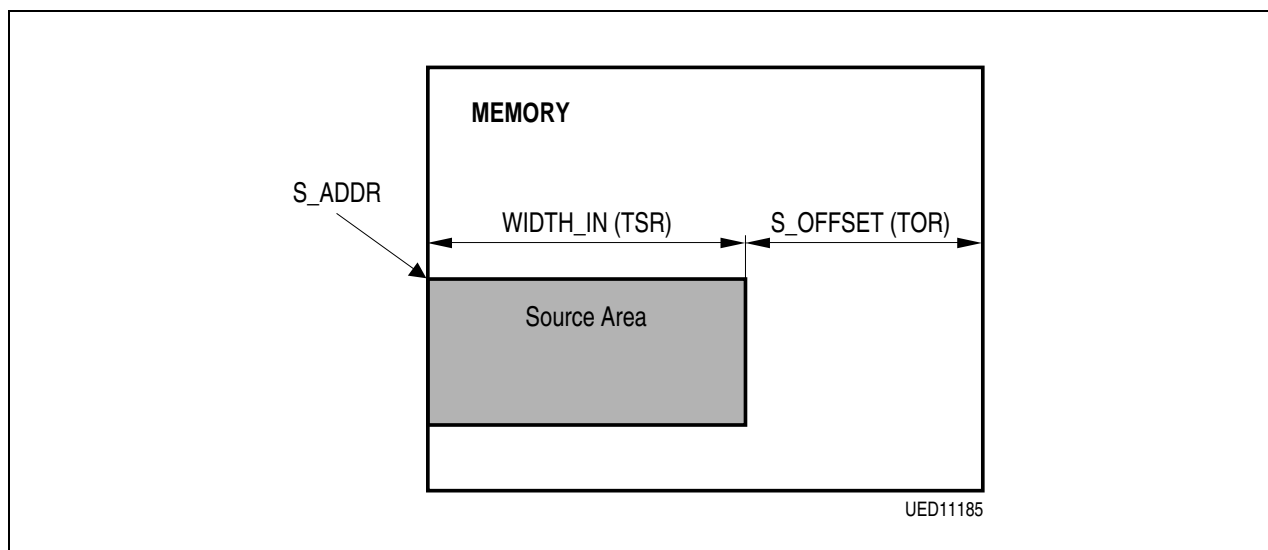 MEMORY
S_ADDR
WIDTH_IN (TSR)
S_OFFSET (TOR)
Source Area
UED11185